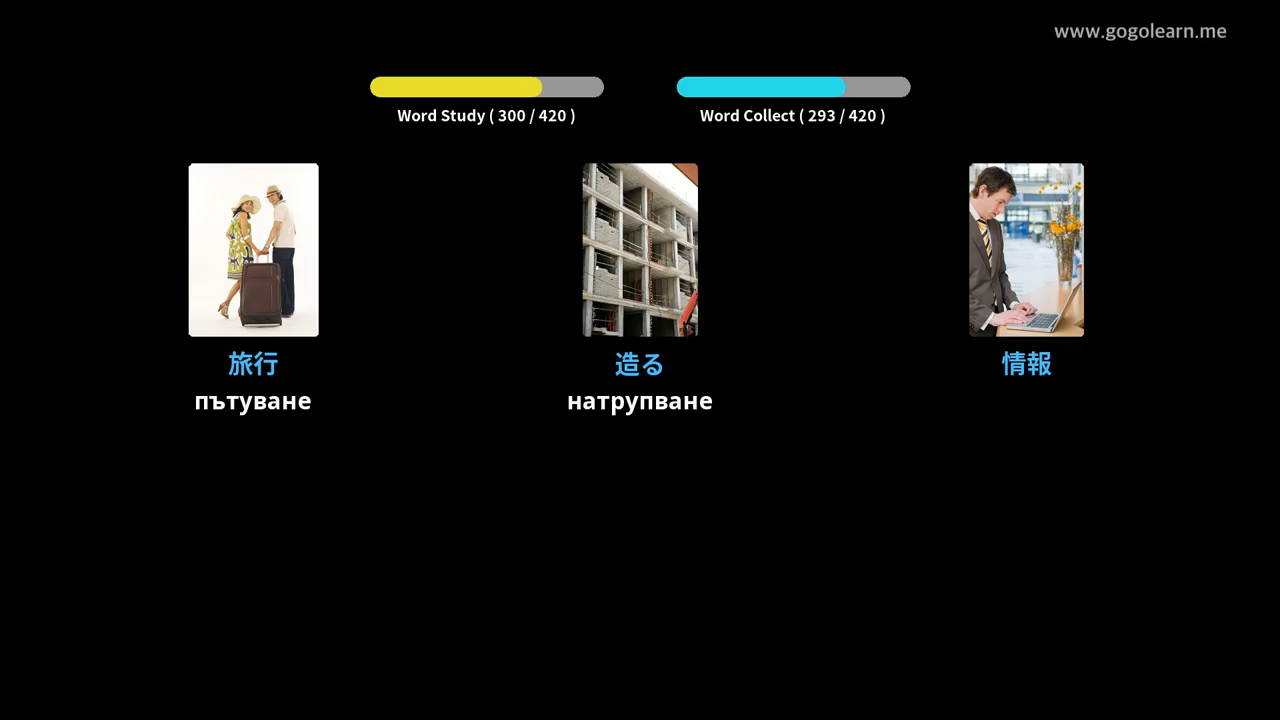 www.gogolearn.me
Word Study ( 300 / 420 )
Word Collect ( 293 / 420 )
旅行
造る
情報
пътуване
натрупване